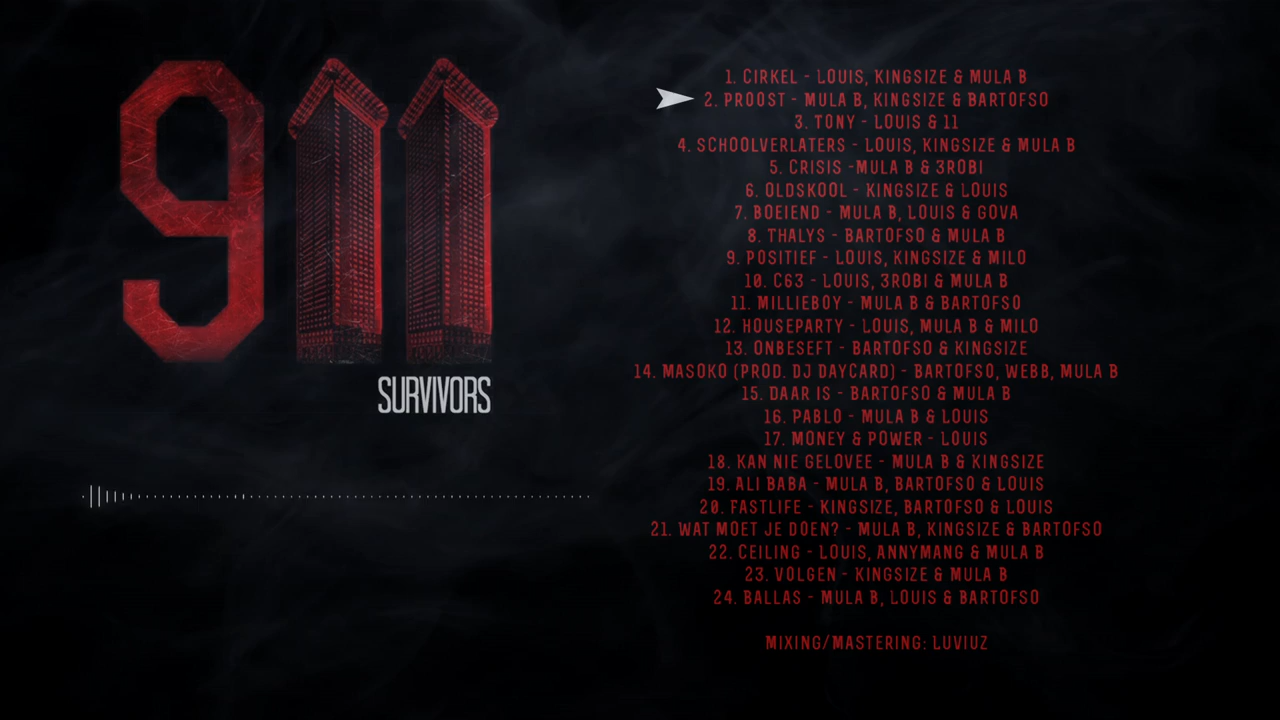 911
SURVIVORS
1. CIRKEL - LOUIS, KINGSIZE & MULA B
2. PROOST - MULA B, KINGSIZE & BARTOFSO
3. TONY - LOUIS & 11
4. SCHOOLVERLATERS - LOUIS, KINGSIZE & MULA B
5. CRISIS -MULA B & 3ROBI
6. OLDSKOOL - KINGSIZE & LOUIS
7. BOEIEND - MULA B, LOUIS & GOVA
8. THALYS - BARTOFSO & MULA B
9. POSITIEF - LOUIS, KINGSIZE & MILO
10. C63 - LOUIS, 3ROBI & MULA B
11. MILLIEBOY - MULA B & BARTOFSO
12. HOUSEPARTY - LOUIS, MULA B & MILO
13. ONBESEFT - BARTOFSO & KINGSIZE
14. MASOKO (PROD. DJ DAYCARD) - BARTOFSO, WEBB, MULA B
15. DAAR IS - BARTOFSO & MULA B
16. PABLO - MULA B & LOUIS
17. MONEY & POWER - LOUIS
18. KAN NIE GELOVEE - MULA B & KINGSIZE
19. ALI BABA - MULA B, BARTOFSO & LOUIS
20. FASTLIFE - KINGSIZE, BARTOFSO & LOUIS
21. WAT MOET JE DOEN? - MULA B, KINGSIZE & BARTOFSO
22. CEILING - LOUIS, ANNYMANG & MULA B
23. VOLGEN - KINGSIZE & MULA B
24. BALLAS - MULA B, LOUIS & BARTOFSO
MIXING/MASTERING: LUVIUZ